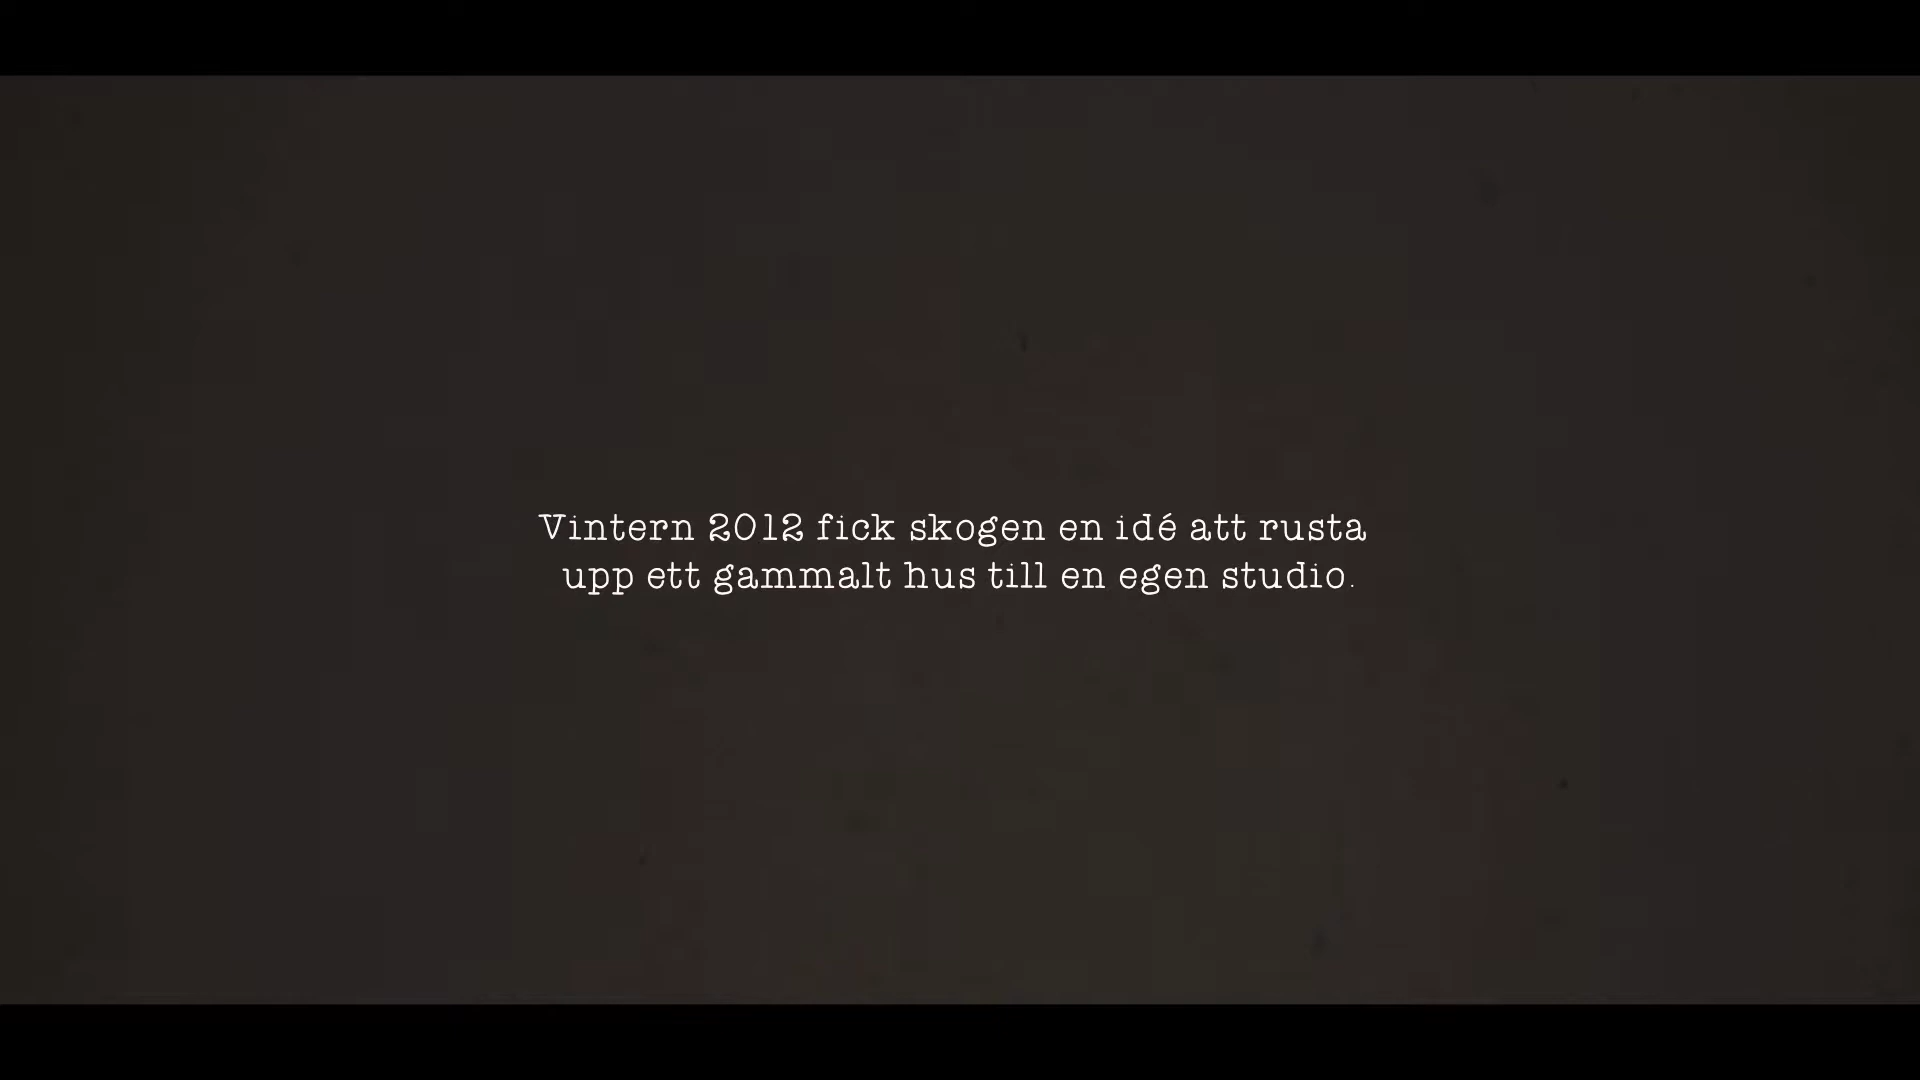 Vintern 2012 fick skogen en idé att rusta
upp ett gammalt hus till en egen studio.